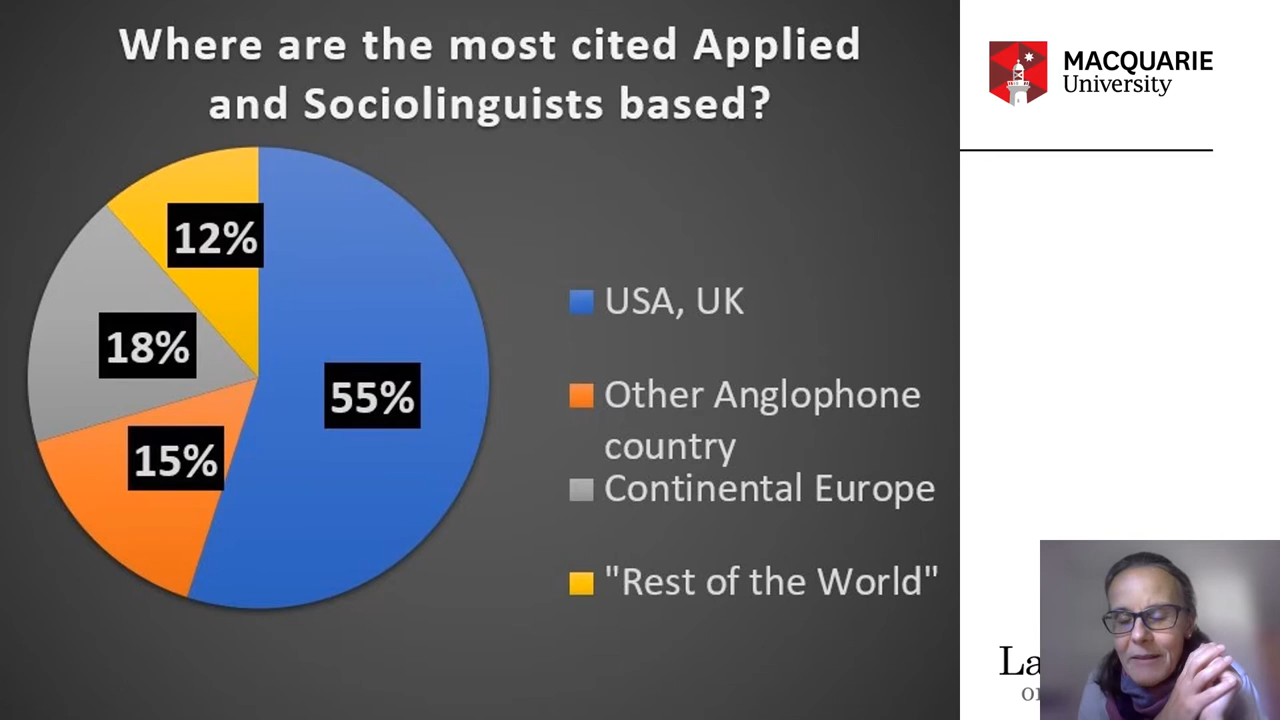 Where are the most cited Applied
and Sociolinguists based?
12%
18%
55%
15%
USA, UK
Other Anglophone
country
Continental Europe
"Rest of the World"
MACQUARIE
University